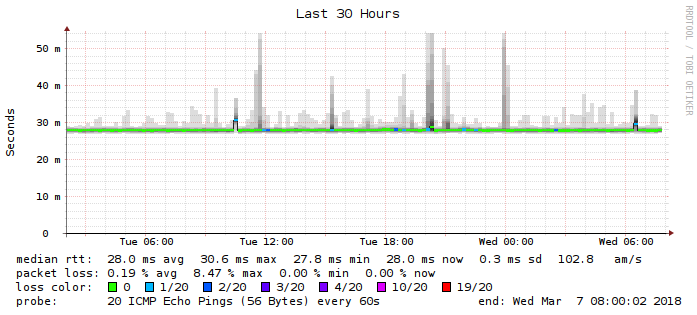 Last 30 Hours
RRDTOOL / TOBI OETIKER
Seconds
50 m
40 m
30 m
20 m
10 m
0
Tue 06:00 Tue 12:00 Tue 18:00 Wed 00:00 Wed 06:00
median rtt: 28.0 ms avg 30.6 ms max 27.8 ms min 28.0 ms now 0.3 ms sd 102.8 am/s
packet loss: 0.19 % avg 8.47 % max 0.00 % min 0.00 % now
loss color: 0 1/20 2/20 3/20 4/20 10/20 19/20
probe: 20 ICMP Echo Pings (56 Bytes) every 60s end: Wed Mar 7 08:00:02 2018